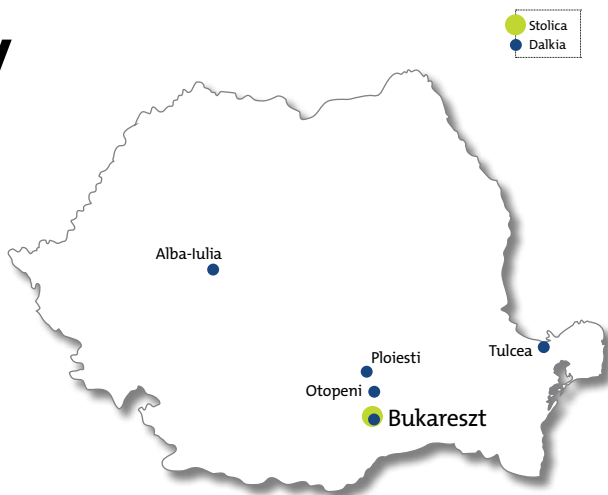 y
Stolica
Dalkia
Alba-Iulia
Tulcea
Ploiesti
Otopeni
Bukareszt